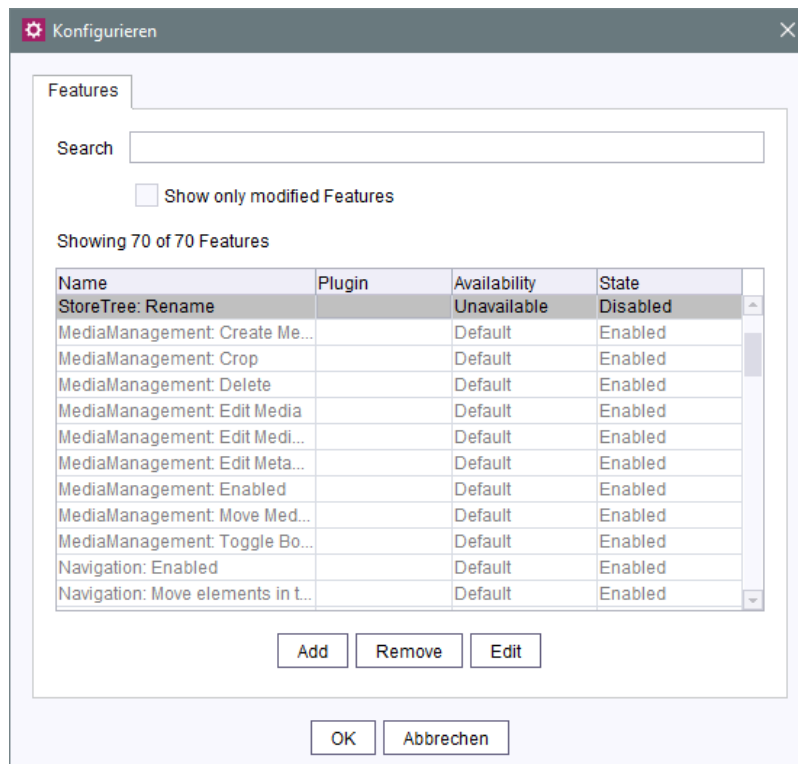 Konfigurieren
Features
Search
Show only modified Features
Showing 70 of 70 Features
Name Plugin Availability State
StoreTree: Rename Unavailable Disabled
MediaManagement: Create Me... Default Enabled
MediaManagement: Crop Default Enabled
MediaManagement: Delete Default Enabled
MediaManagement: Edit Media Default Enabled
MediaManagement: Edit Medi... Default Enabled
MediaManagement: Edit Meta... Default Enabled
MediaManagement: Enabled Default Enabled
MediaManagement: Move Med... Default Enabled
MediaManagement: Toggle Bo... Default Enabled
Navigation: Enabled Default Enabled
Navigation: Move elements in t... Default Enabled
Add Remove Edit
OK Abbrechen